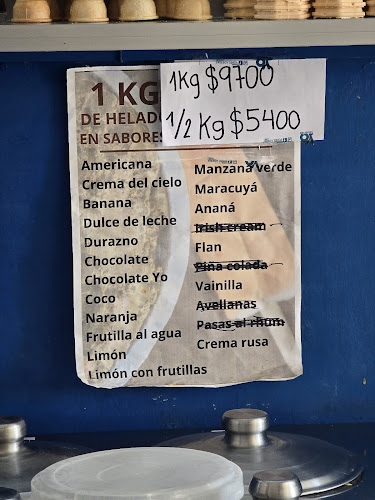 1Kg $9700
1/2 Kg $5400
1 KG
DE HELADO
EN SABORES
Americana
Crema del cielo
Banana
Dulce de leche
Durazno
Chocolate
Chocolate Yo
Coco
Naranja
Frutilla al agua
Limón
Limón con frutillas
Manzana verde
Maracuyá
Ananá
Irish cream
Flan
Piña colada
Vainilla
Avellanas
Pasas al rhum
Crema rusa